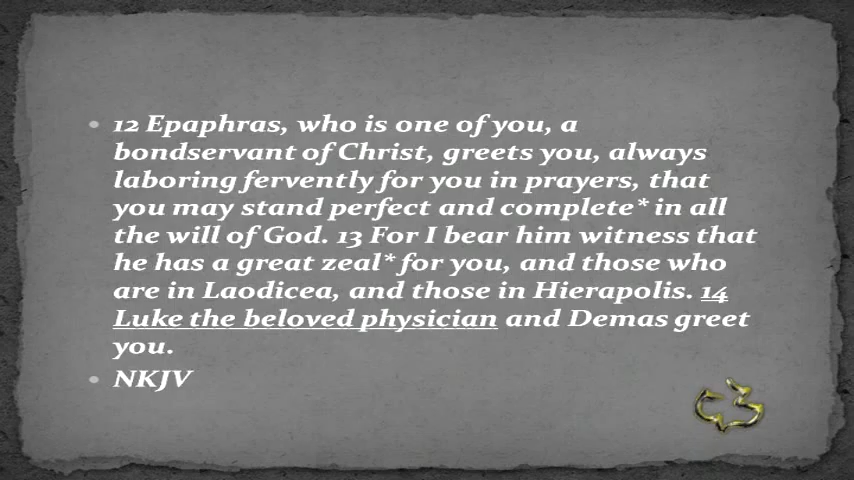 12 Epaphras, who is one of you, a
bondservant of Christ, greets you, always
laboring fervently for you in prayers, that
you may stand perfect and complete* in all
the will of God. 13 For I bear him witness that
he has a great zeal* for you, and those who
are in Laodicea, and those in Hierapolis. 14
Luke the beloved physician and Demas greet
you.
NKJV